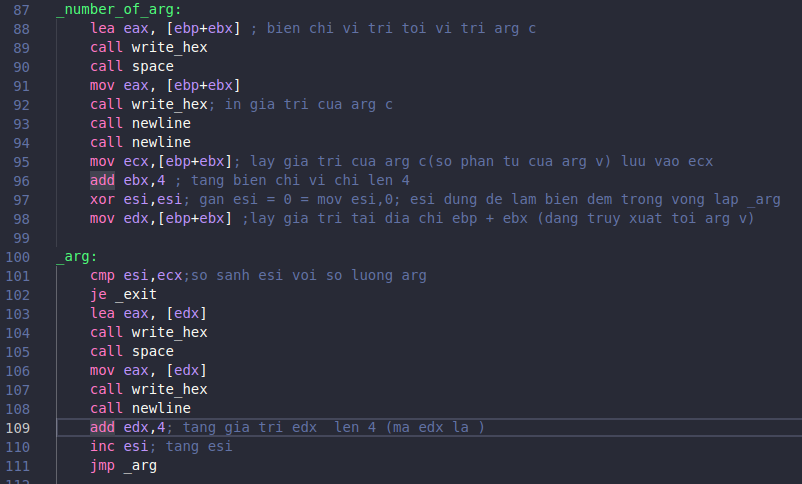 87 _number_of_arg:
88 lea eax, [ebp+ebx] ; bien chi vi tri toi vi tri arg c
89 call write_hex
90 call space
91 mov eax, [ebp+ebx]
92 call write_hex; in gia tri cua arg c
93 call newline
94 call newline
95 mov ecx,[ebp+ebx]; lay gia tri cua arg c(so phan tu cua arg v) luu vao ecx
96 add ebx,4 ; tang bien chi vi chi len 4
97 xor esi,esi; gan esi = 0 = mov esi,0; esi dung de lam bien dem trong vong lap _arg
98 mov edx,[ebp+ebx] ;lay gia tri tai dia chi ebp + ebx (dang truy xuat toi arg v)
99
100 _arg:
101 cmp esi,ecx;so sanh esi voi so luong arg
102 je _exit
103 lea eax, [edx]
104 call write_hex
105 call space
106 mov eax, [edx]
107 call write_hex
108 call newline
109 add edx,4; tang gia tri edx  len 4 (ma edx la )
110 inc esi; tang esi
111 jmp _arg